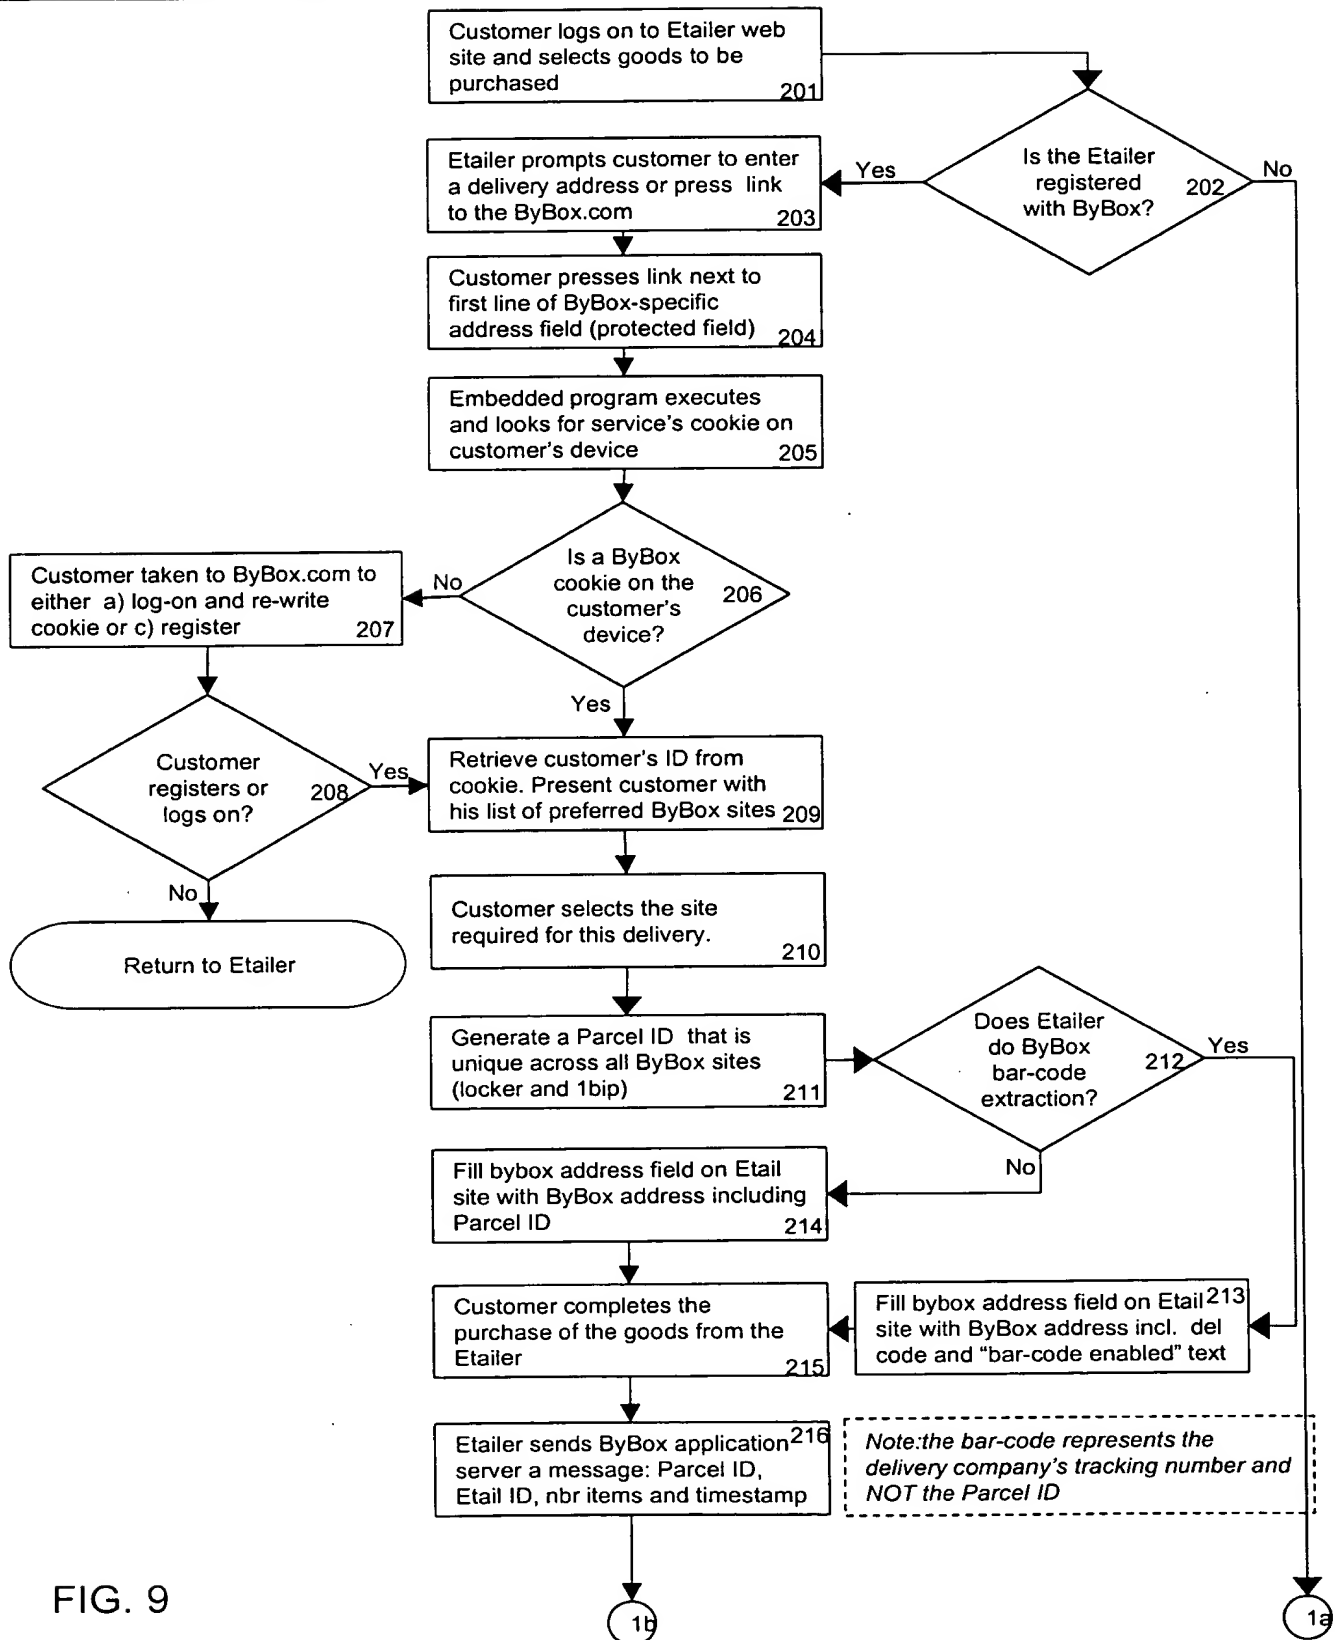 Customer logs on to Etailer web
site and selects goods to be
purchased
201
Is the Etailer
registered
with ByBox?
202
Yes
No
Etailer prompts customer to enter
a delivery address or press link
to the ByBox.com
203
Customer presses link next to
first line of ByBox-specific
address field (protected field)
204
Embedded program executes
and looks for service's cookie on
customer's device
205
Is a ByBox
cookie on the
customer's
device?
206
No
Yes
Customer taken to ByBox.com to
either a) log-on and re-write
cookie or c) register
207
Customer
registers or
logs on?
208
Yes
No
Return to Etailer
Retrieve customer's ID from
cookie. Present customer with
his list of preferred ByBox sites
209
Customer selects the site
required for this delivery.
210
Generate a Parcel ID that is
unique across all ByBox sites
(locker and 1bip)
211
Does Etailer
do ByBox
bar-code
extraction?
212
Yes
No
Fill bybox address field on Etail
site with ByBox address including
Parcel ID
214
Customer completes the
purchase of the goods from the
Etailer
215
Fill bybox address field on Etail
site with ByBox address incl. del
code and “bar-code enabled” text
213
Etailer sends ByBox application
server a message: Parcel ID,
Etail ID, nbr items and timestamp
216
Note:the bar-code represents the
delivery company's tracking number and
NOT the Parcel ID
FIG. 9
1b
1a